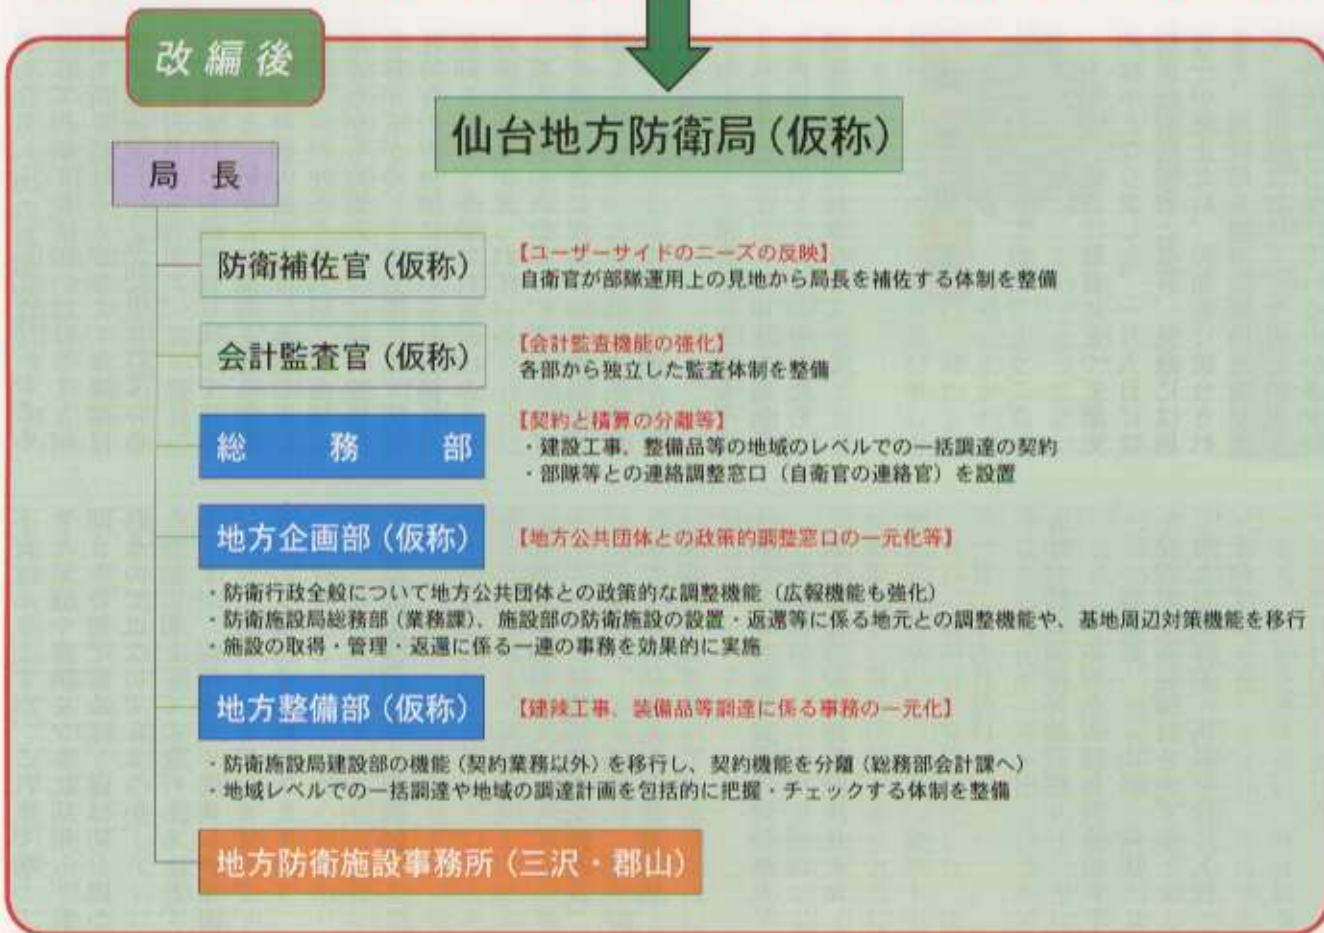 改編後
仙台地方防衛局（仮称）
局 長
防衛補佐官（仮称）
【ユーザーサイドのニーズの反映】
自衛官が部隊運用上の見地から局長を補佐する体制を整備
会計監査官（仮称）
【会計監査機能の強化】
各部から独立した監査体制を整備
総 務 部
【契約と積算の分離等】
・建設工事、整備品等の地域のレベルでの一括調達の契約
・部隊等との連絡調整窓口（自衛官の連絡官）を設置
地方企画部（仮称）
【地方公共団体との政策的調整窓口の一元化等】
・防衛行政全般について地方公共団体との政策的な調整機能（広報機能も強化）
・防衛施設局総務部（業務課）、施設部の防衛施設の設置・返還等に係る地元との調整機能や、基地周辺対策機能を移行
・施設の取得・管理・返還に係る一連の事務を効果的に実施
地方整備部（仮称）
【建設工事、装備品等調達に係る事務の一元化】
・防衛施設局建設部の機能（契約業務以外）を移行し、契約機能を分離（総務部会計課へ）
・地域レベルでの一括調達や地域の調達計画を包括的に把握・チェックする体制を整備
地方防衛施設事務所（三沢・郡山）